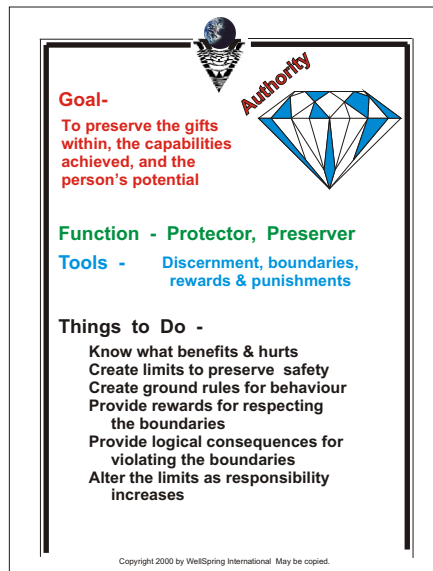 Authority
Goal-
To preserve the gifts
within, the capabilities
achieved, and the
person's potential
Function - Protector, Preserver
Tools - Discernment, boundaries,
rewards & punishments
Things to Do -
Know what benefits & hurts
Create limits to preserve safety
Create ground rules for behaviour
Provide rewards for respecting
the boundaries
Provide logical consequences for
violating the boundaries
Alter the limits as responsibility
increases
Copyright 2000 by WellSpring International May be copied.